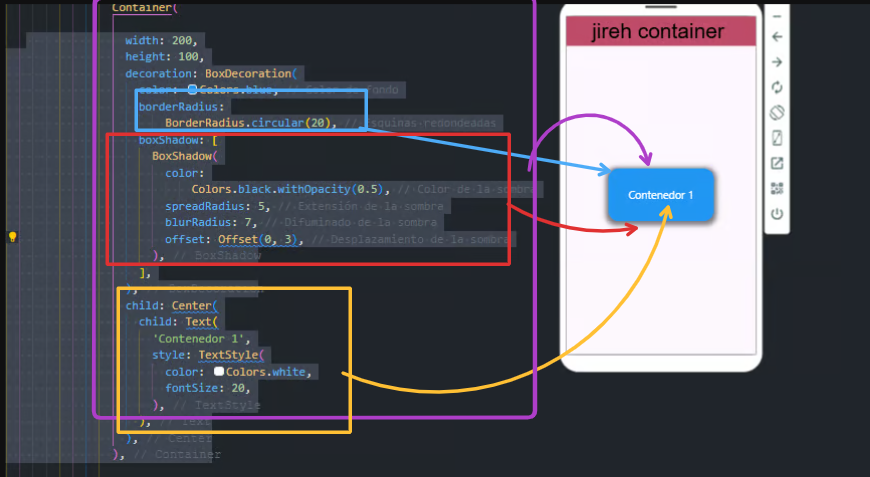 Container(
width: 200,
height: 100,
decoration: BoxDecoration(
color: Colors.blue, // Color de fondo
borderRadius:
BorderRadius.circular(20), // Esquinas redondeadas
boxShadow: [
BoxShadow(
color:
Colors.black.withOpacity(0.5), // Color de la sombra
spreadRadius: 5, // Extensión de la sombra
blurRadius: 7, // Difuminado de la sombra
offset: Offset(0, 3), // Desplazamiento de la sombra
), // BoxShadow
],
), // BoxDecoration
child: Center(
child: Text(
'Contenedor 1',
style: TextStyle(
color: Colors.white,
fontSize: 20,
), // TextStyle
), // Text
), // Center
), // Container
jireh container
Contenedor 1